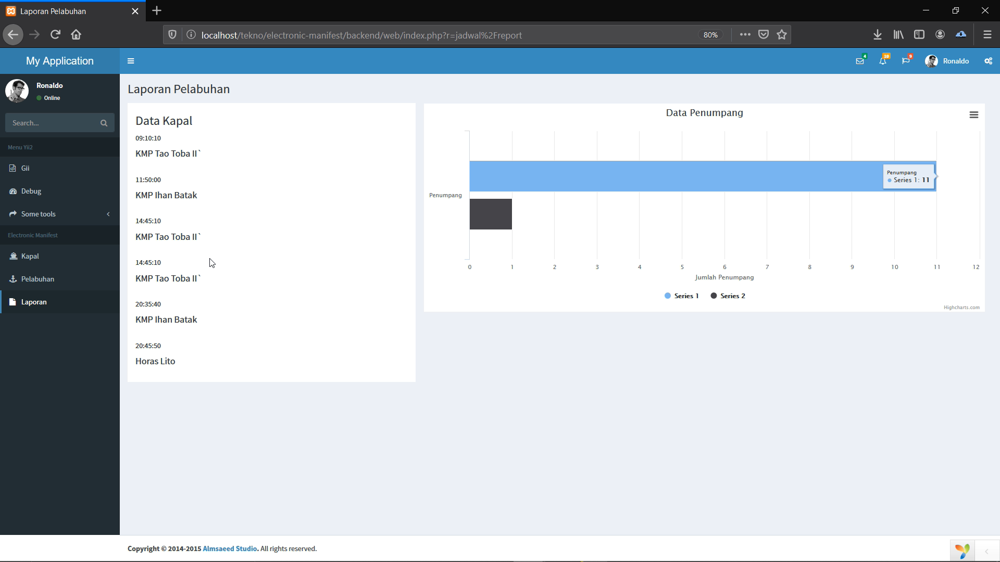 Laporan Pelabuhan
localhost/tekno/electronic-manifest/backend/web/index.php?r=jadwal%2Freport
80%
My Application
4
10
9
Ronaldo
Ronaldo
Online
Search...
Menu Yii2
Gii
Debug
Some tools
Electronic Manifest
Kapal
Pelabuhan
Laporan
Laporan Pelabuhan
Data Kapal
09:10:10
KMP Tao Toba II`
11:50:00
KMP Ihan Batak
14:45:10
KMP Tao Toba II`
14:45:10
KMP Tao Toba II`
20:35:40
KMP Ihan Batak
20:45:50
Horas Lito
Data Penumpang
Penumpang
Penumpang
Series 1: 11
0 1 2 3 4 5 6 7 8 9 10 11 12
Jumlah Penumpang
Series 1 Series 2
Highcharts.com
Copyright © 2014-2015 Almsaeed Studio. All rights reserved.